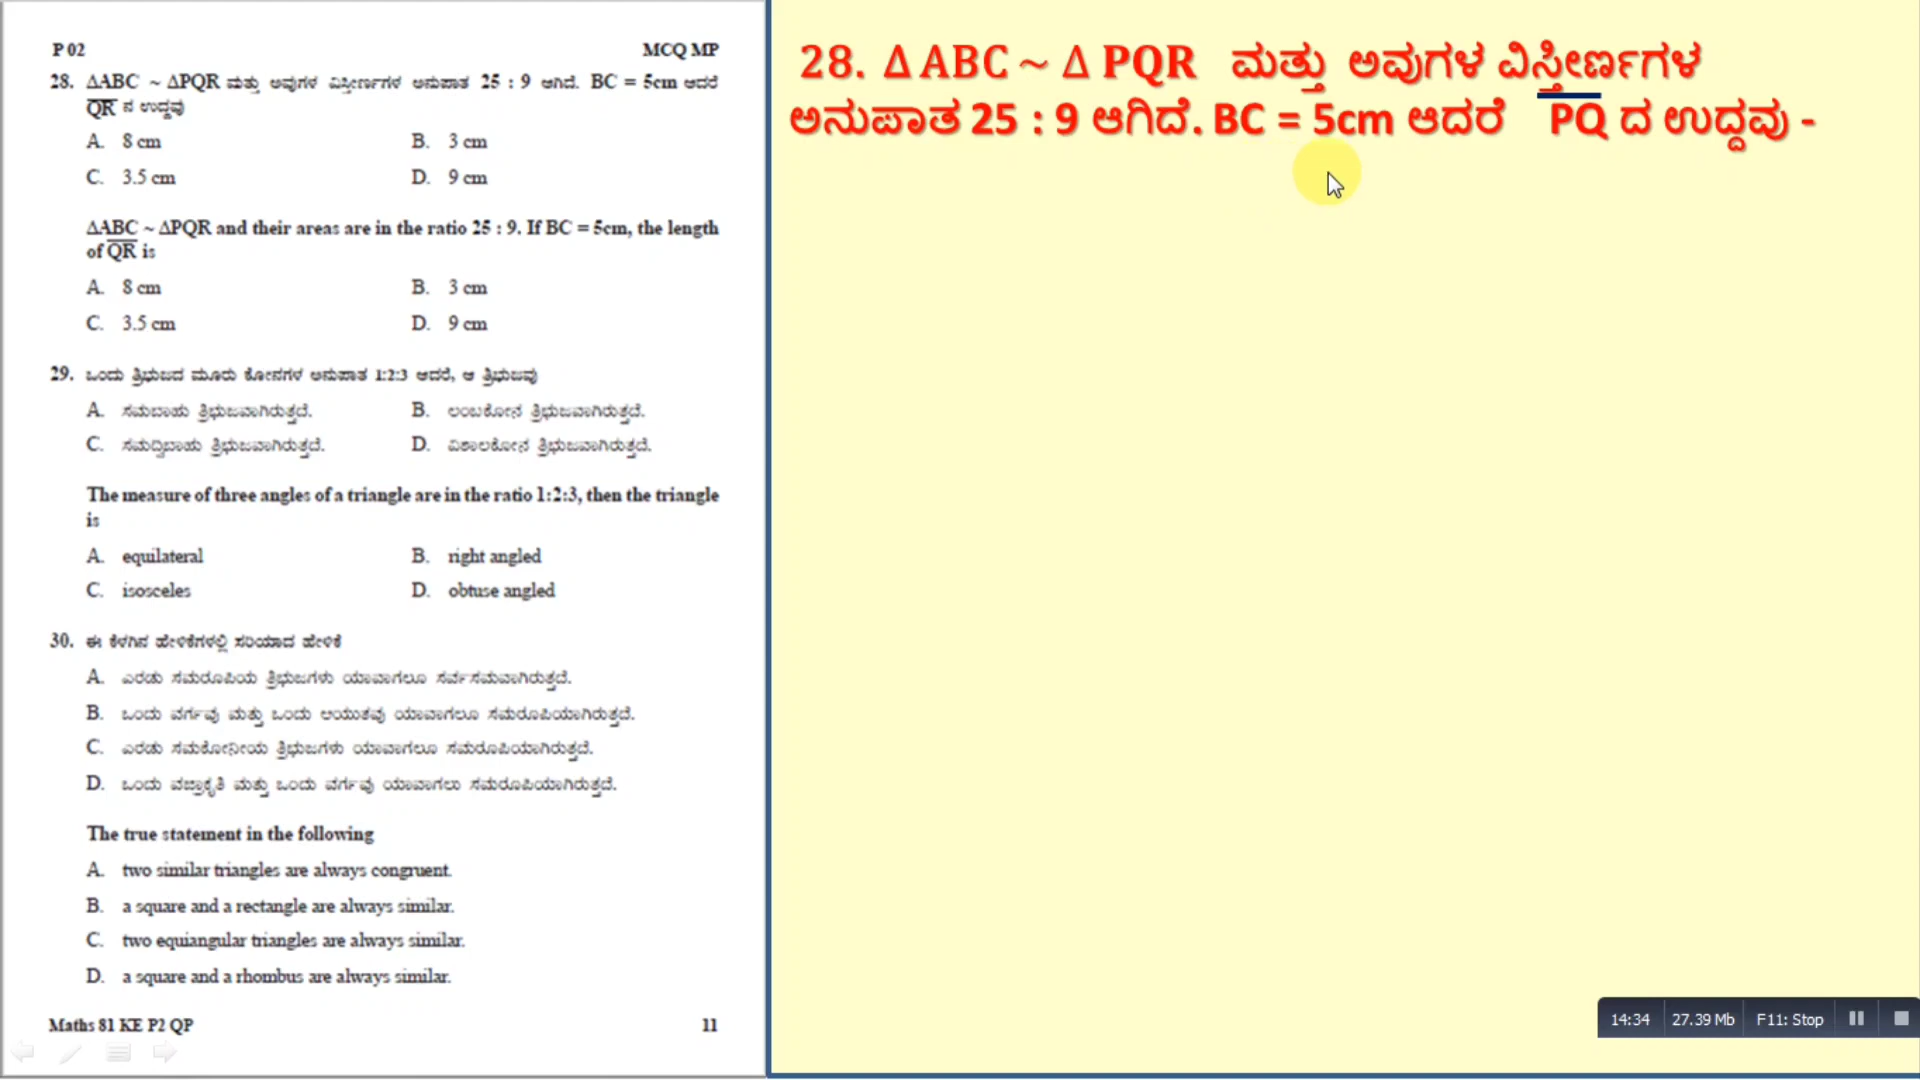 P 02 MCQ MP
28. ΔABC ~ ΔPQR ಮತ್ತು ಅವುಗಳ ವಿಸ್ತೀರ್ಣಗಳ ಅನುಪಾತ 25 : 9 ಆಗಿದೆ. BC = 5cm ಆದರೆ
QR ನ ಉದ್ದವು
A. 8 cm B. 3 cm
C. 3.5 cm D. 9 cm
ΔABC ~ ΔPQR and their areas are in the ratio 25 : 9. If BC = 5cm, the length
of QR is
A. 8 cm B. 3 cm
C. 3.5 cm D. 9 cm
29. ಒಂದು ತ್ರಿಭುಜದ ಮೂರು ಕೋನಗಳ ಅನುಪಾತ 1:2:3 ಆದರೆ, ಆ ತ್ರಿಭುಜವು
A. ಸಮಬಾಹು ತ್ರಿಭುಜವಾಗಿರುತ್ತದೆ. B. ಲಂಬಕೋನ ತ್ರಿಭುಜವಾಗಿರುತ್ತದೆ.
C. ಸಮದ್ವಿಬಾಹು ತ್ರಿಭುಜವಾಗಿರುತ್ತದೆ. D. ವಿಶಾಲಕೋನ ತ್ರಿಭುಜವಾಗಿರುತ್ತದೆ.
The measure of three angles of a triangle are in the ratio 1:2:3, then the triangle
is
A. equilateral B. right angled
C. isosceles D. obtuse angled
30. ಈ ಕೆಳಗಿನ ಹೇಳಿಕೆಗಳಲ್ಲಿ ಸರಿಯಾದ ಹೇಳಿಕೆ
A. ಎರಡು ಸಮರೂಪಿಯ ತ್ರಿಭುಜಗಳು ಯಾವಾಗಲೂ ಸರ್ವಸಮವಾಗಿರುತ್ತದೆ.
B. ಒಂದು ವರ್ಗವು ಮತ್ತು ಒಂದು ಆಯುತವು ಯಾವಾಗಲೂ ಸಮರೂಪಿಯಾಗಿರುತ್ತದೆ.
C. ಎರಡು ಸಮಕೋನೀಯ ತ್ರಿಭುಜಗಳು ಯಾವಾಗಲೂ ಸಮರೂಪಿಯಾಗಿರುತ್ತದೆ.
D. ಒಂದು ವಜ್ರಾಕೃತಿ ಮತ್ತು ಒಂದು ವರ್ಗವು ಯಾವಾಗಲು ಸಮರೂಪಿಯಾಗಿರುತ್ತದೆ.
The true statement in the following
A. two similar triangles are always congruent.
B. a square and a rectangle are always similar.
C. two equiangular triangles are always similar.
D. a square and a rhombus are always similar.
Maths 81 KE P2 QP 11
28. Δ ABC ~ Δ PQR ಮತ್ತು ಅವುಗಳ ವಿಸ್ತೀರ್ಣಗಳ
ಅನುಪಾತ 25 : 9 ಆಗಿದೆ. BC = 5cm ಆದರೆ PQ ದ ಉದ್ದವು -
14:34 27.39 Mb F11: Stop